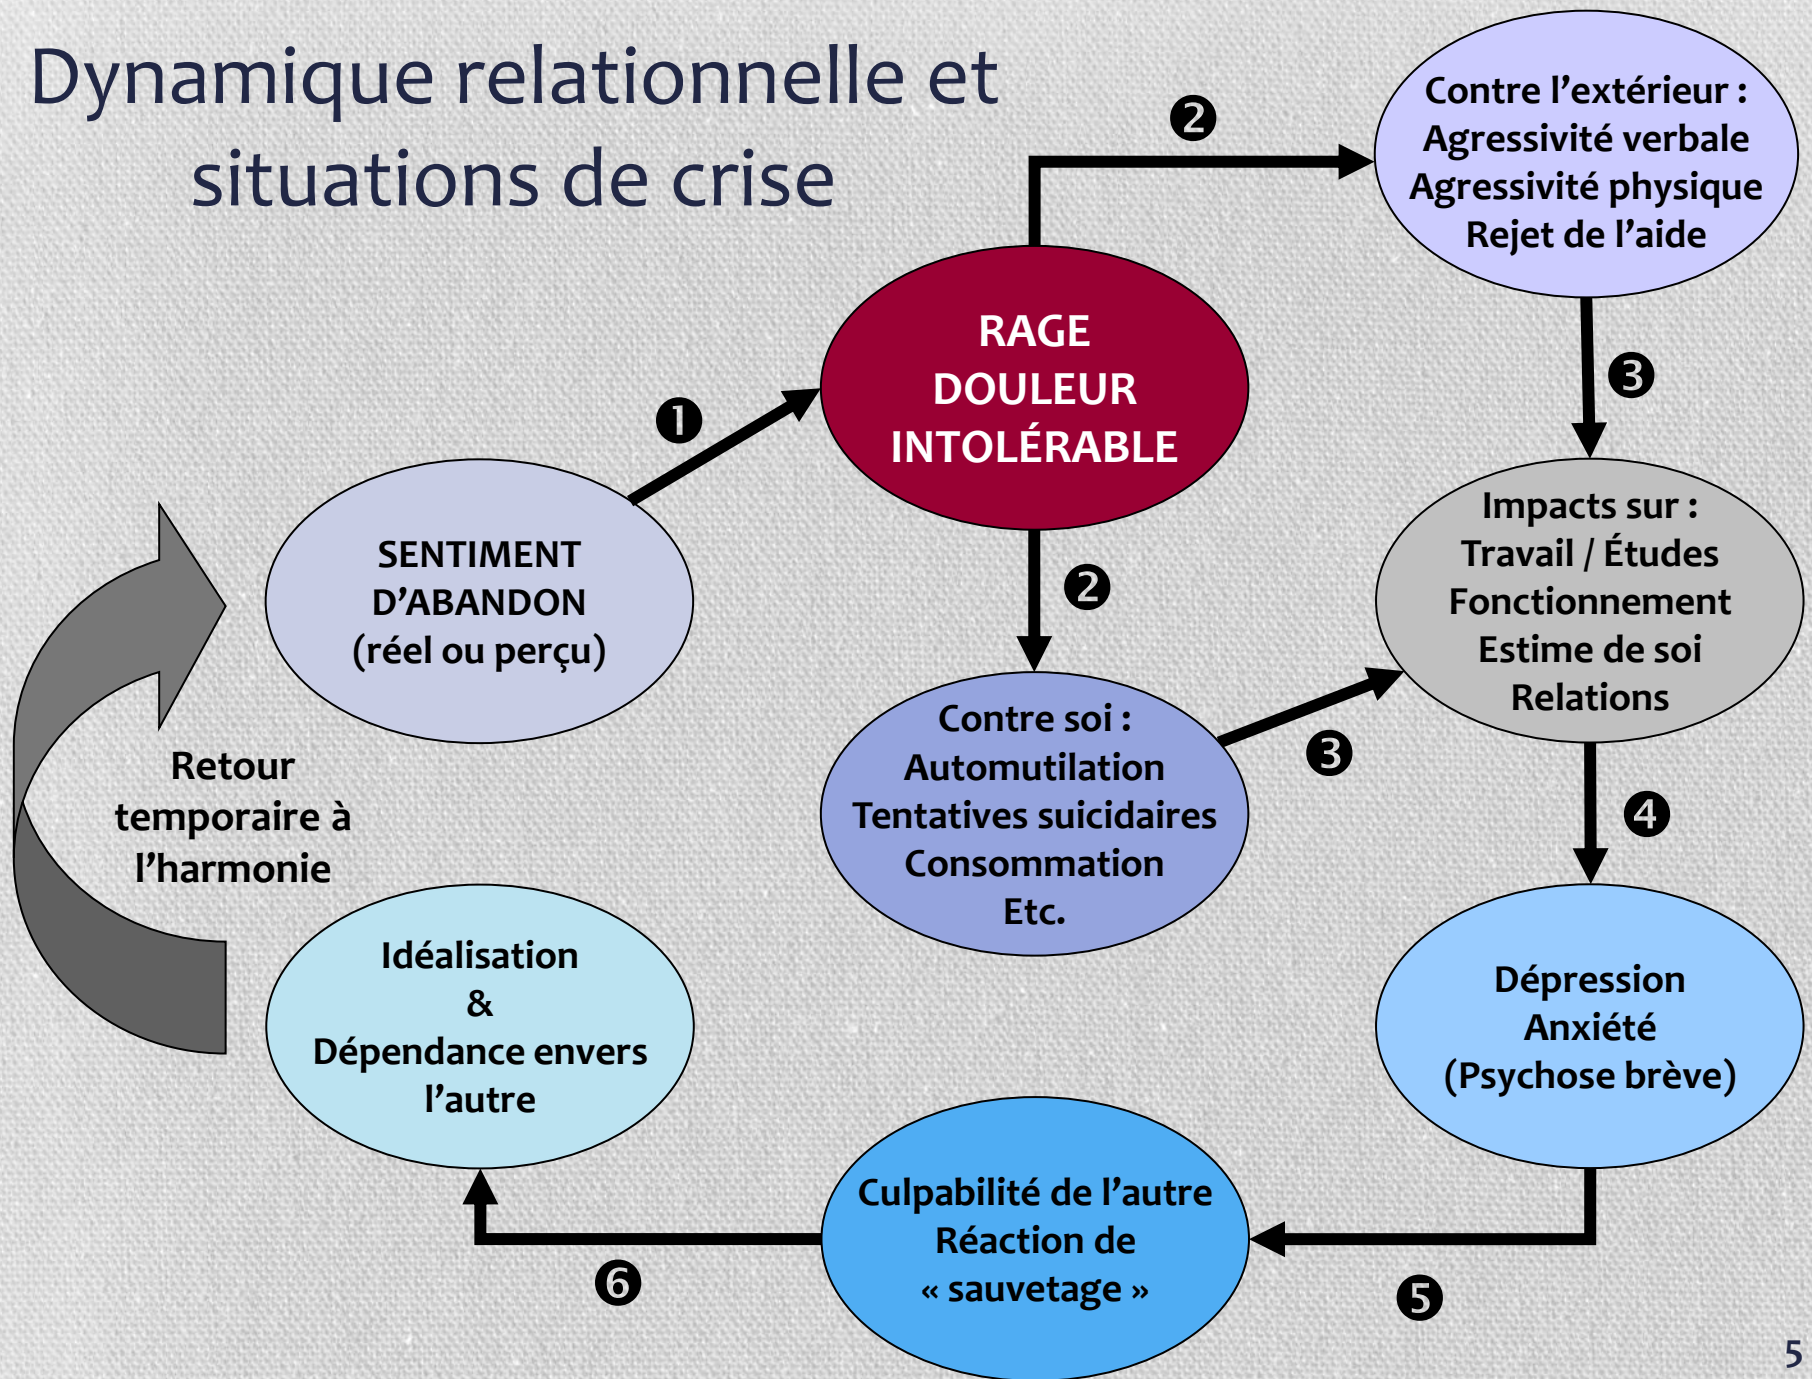 Dynamique relationnelle et
situations de crise
❶
SENTIMENT
D’ABANDON
(réel ou perçu)
RAGE
DOULEUR
INTOLÉRABLE
❷
Contre l’extérieur :
Agressivité verbale
Agressivité physique
Rejet de l’aide
❷
Contre soi :
Automutilation
Tentatives suicidaires
Consommation
Etc.
❸
❸
Impacts sur :
Travail / Études
Fonctionnement
Estime de soi
Relations
❹
Dépression
Anxiété
(Psychose brève)
❺
Culpabilité de l’autre
Réaction de
« sauvetage »
❻
Idéalisation
&
Dépendance envers
l’autre
Retour
temporaire à
l’harmonie
5